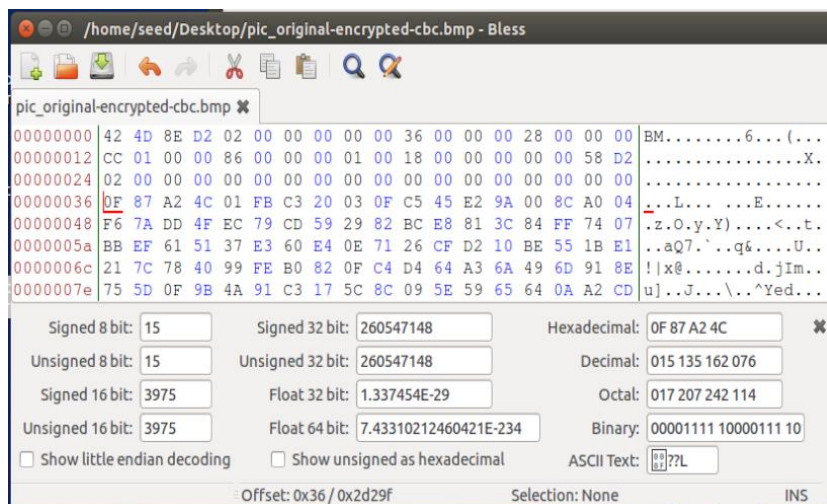 /home/seed/Desktop/pic_original-encrypted-cbc.bmp - Bless
pic_original-encrypted-cbc.bmp
00000000 42 4D 8E D2 02 00 00 00 00 00 36 00 00 00 28 00 00 00 BM........6...(...
00000012 CC 01 00 00 86 00 00 00 01 00 18 00 00 00 00 00 58 D2 ................X.
00000024 02 00 00 00 00 00 00 00 00 00 00 00 00 00 00 00 00 00 ..................
00000036 0F 87 A2 4C 01 FB C3 20 03 0F C5 45 E2 9A 00 8C A0 04 ...L... ...E......
00000048 F6 7A DD 4F EC 79 CD 59 29 82 BC E8 81 3C 84 FF 74 07 .z.O.y.Y)....<..t.
0000005a BB EF 61 51 37 E3 60 E4 0E 71 26 CF D2 10 BE 55 1B E1 ..aQ7.`..q&....U..
0000006c 21 7C 78 40 99 FE B0 82 0F C4 D4 64 A3 6A 49 6D 91 8E !|x@.......d.jIm..
0000007e 75 5D 0F 9B 4A 91 C3 17 5C 8C 09 5E 59 65 64 0A A2 CD u]..J...\..^Yed...
Signed 8 bit: 15 Signed 32 bit: 260547148 Hexadecimal: 0F 87 A2 4C
Unsigned 8 bit: 15 Unsigned 32 bit: 260547148 Decimal: 015 135 162 076
Signed 16 bit: 3975 Float 32 bit: 1.337454E-29 Octal: 017 207 242 114
Unsigned 16 bit: 3975 Float 64 bit: 7.43310212460421E-234 Binary: 00001111 10000111 10
Show little endian decoding Show unsigned as hexadecimal ASCII Text: ??L
Offset: 0x36 / 0x2d29f Selection: None INS